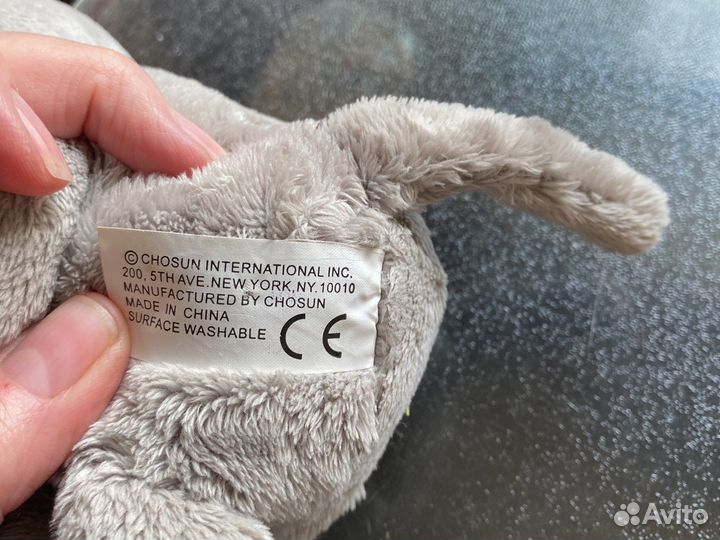 © CHOSUN INTERNATIONAL INC.
200, 5TH AVE.NEW YORK,NY.10010
MANUFACTURED BY CHOSUN
MADE IN CHINA
SURFACE WASHABLE
CE
Avito